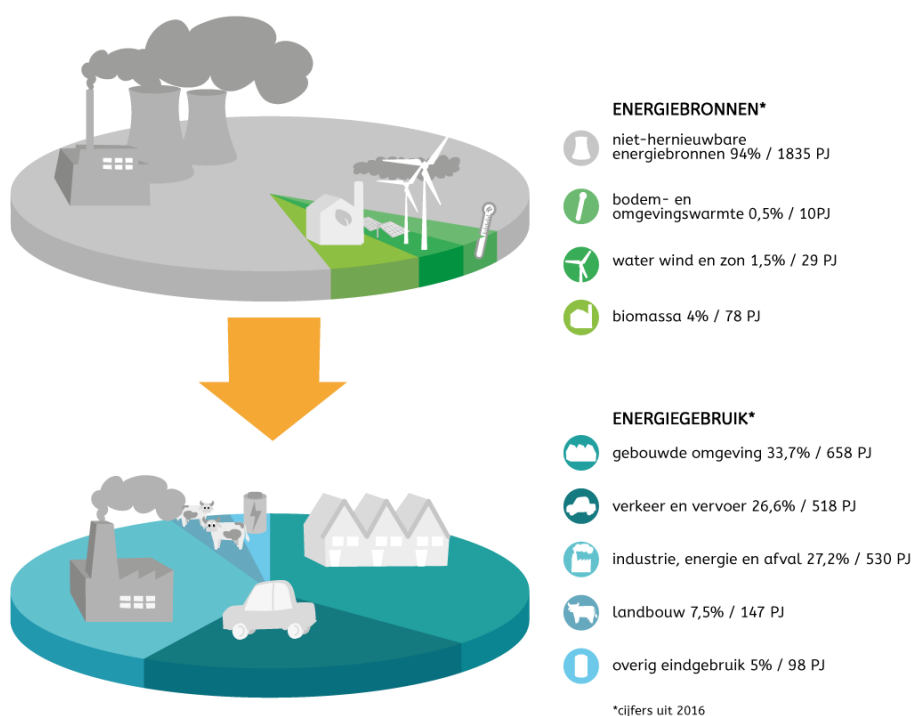 ENERGIEBRONNEN*
niet-hernieuwbare
energiebronnen 94% / 1835 PJ
bodem- en
omgevingswarmte 0,5% / 10PJ
water wind en zon 1,5% / 29 PJ
biomassa 4% / 78 PJ
ENERGIEGEBRUIK*
gebouwde omgeving 33,7% / 658 PJ
verkeer en vervoer 26,6% / 518 PJ
industrie, energie en afval 27,2% / 530 PJ
landbouw 7,5% / 147 PJ
overig eindgebruik 5% / 98 PJ
*cijfers uit 2016